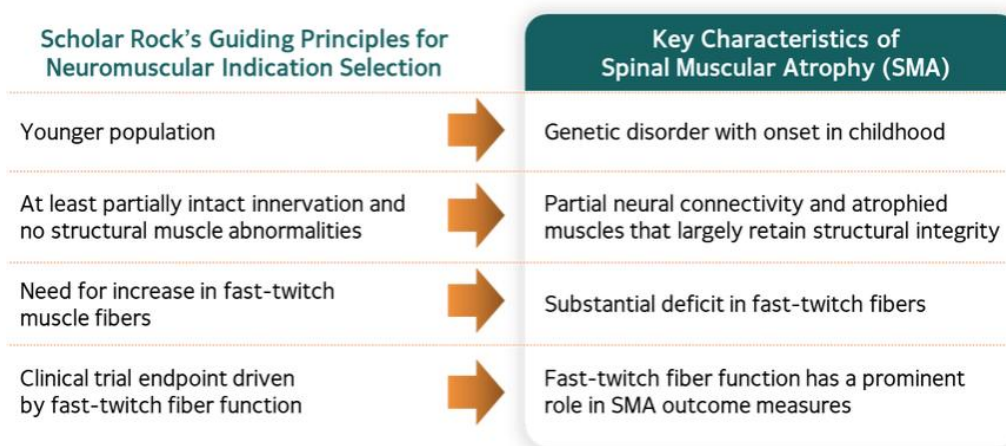 Scholar Rock's Guiding Principles for
Neuromuscular Indication Selection
Key Characteristics of
Spinal Muscular Atrophy (SMA)
Younger population
Genetic disorder with onset in childhood
At least partially intact innervation and
no structural muscle abnormalities
Partial neural connectivity and atrophied
muscles that largely retain structural integrity
Need for increase in fast-twitch
muscle fibers
Substantial deficit in fast-twitch fibers
Clinical trial endpoint driven
by fast-twitch fiber function
Fast-twitch fiber function has a prominent
role in SMA outcome measures